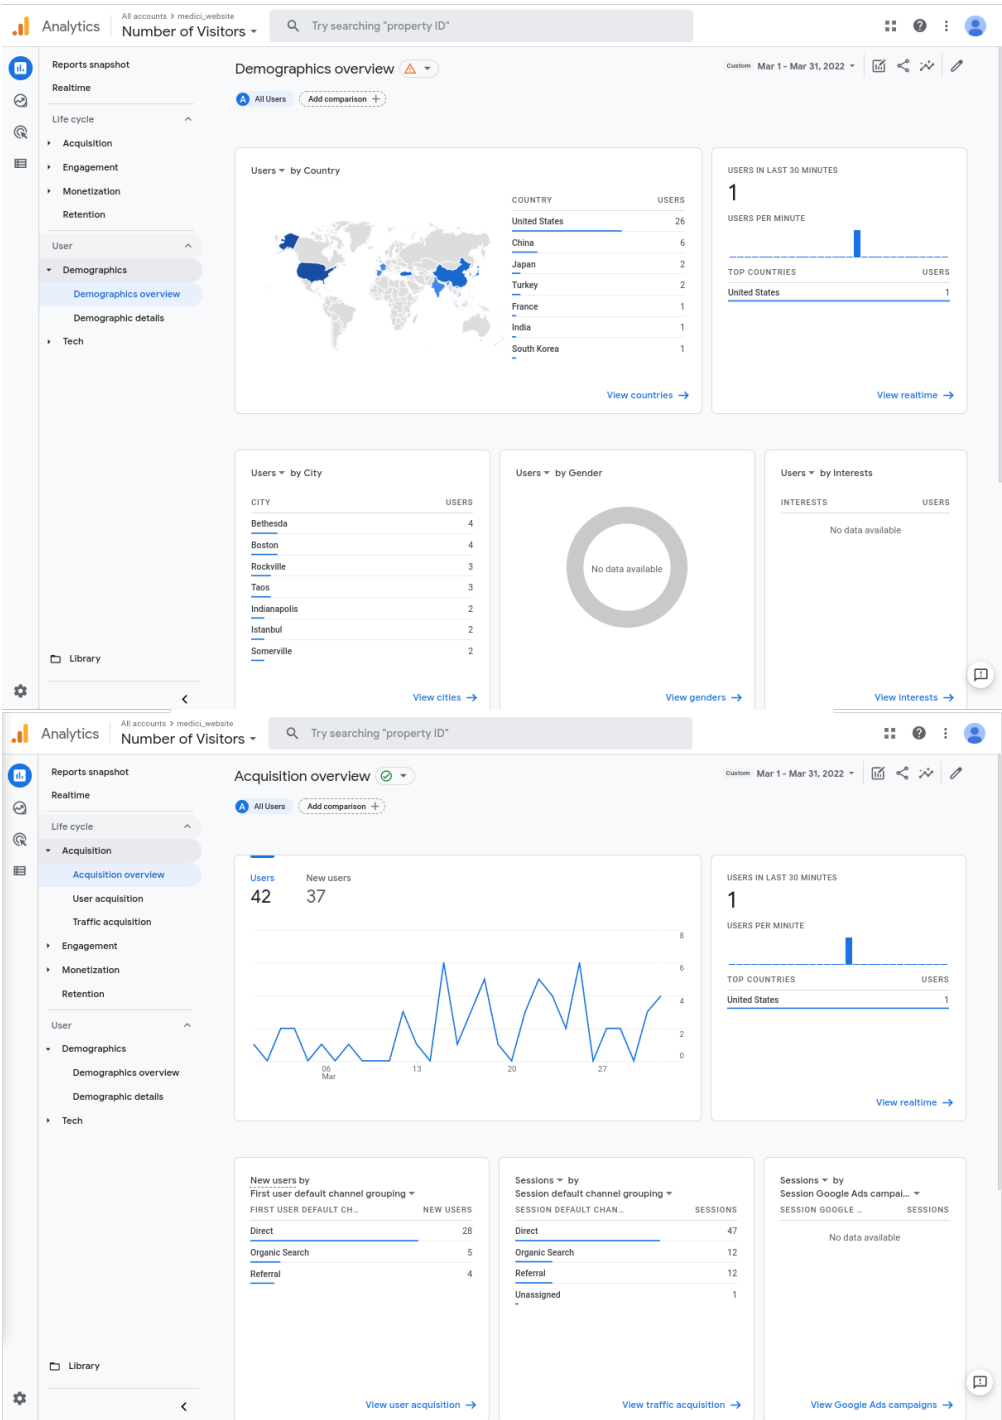 All accounts > medici_website
Analytics
Number of Visitors
Try searching "property ID"
Reports snapshot
Realtime
Life cycle
Acquisition
Engagement
Monetization
Retention
User
Demographics
Demographics overview
Demographic details
Tech
Library
Demographics overview
Custom Mar 1 - Mar 31, 2022
A All Users
Add comparison +
Users by Country
COUNTRY USERS
United States 26
China 6
Japan 2
Turkey 2
France 1
India 1
South Korea 1
View countries
USERS IN LAST 30 MINUTES
1
USERS PER MINUTE
TOP COUNTRIES USERS
United States 1
View realtime
Users by City
CITY USERS
Bethesda 4
Boston 4
Rockville 3
Taos 3
Indianapolis 2
Istanbul 2
Somerville 2
View cities
Users by Gender
No data available
View genders
Users by Interests
INTERESTS USERS
No data available
View interests
All accounts > medici_website
Analytics
Number of Visitors
Try searching "property ID"
Reports snapshot
Realtime
Life cycle
Acquisition
Acquisition overview
User acquisition
Traffic acquisition
Engagement
Monetization
Retention
User
Demographics
Demographics overview
Demographic details
Tech
Library
Acquisition overview
Custom Mar 1 - Mar 31, 2022
A All Users
Add comparison +
Users New users
42 37
8
6
4
2
0
06 13 20 27
Mar
USERS IN LAST 30 MINUTES
1
USERS PER MINUTE
TOP COUNTRIES USERS
United States 1
View realtime
New users by
First user default channel grouping
FIRST USER DEFAULT CH... NEW USERS
Direct 28
Organic Search 5
Referral 4
View user acquisition
Sessions by
Session default channel grouping
SESSION DEFAULT CHAN... SESSIONS
Direct 47
Organic Search 12
Referral 12
Unassigned 1
View traffic acquisition
Sessions by
Session Google Ads campai...
SESSION GOOGLE ... SESSIONS
No data available
View Google Ads campaigns